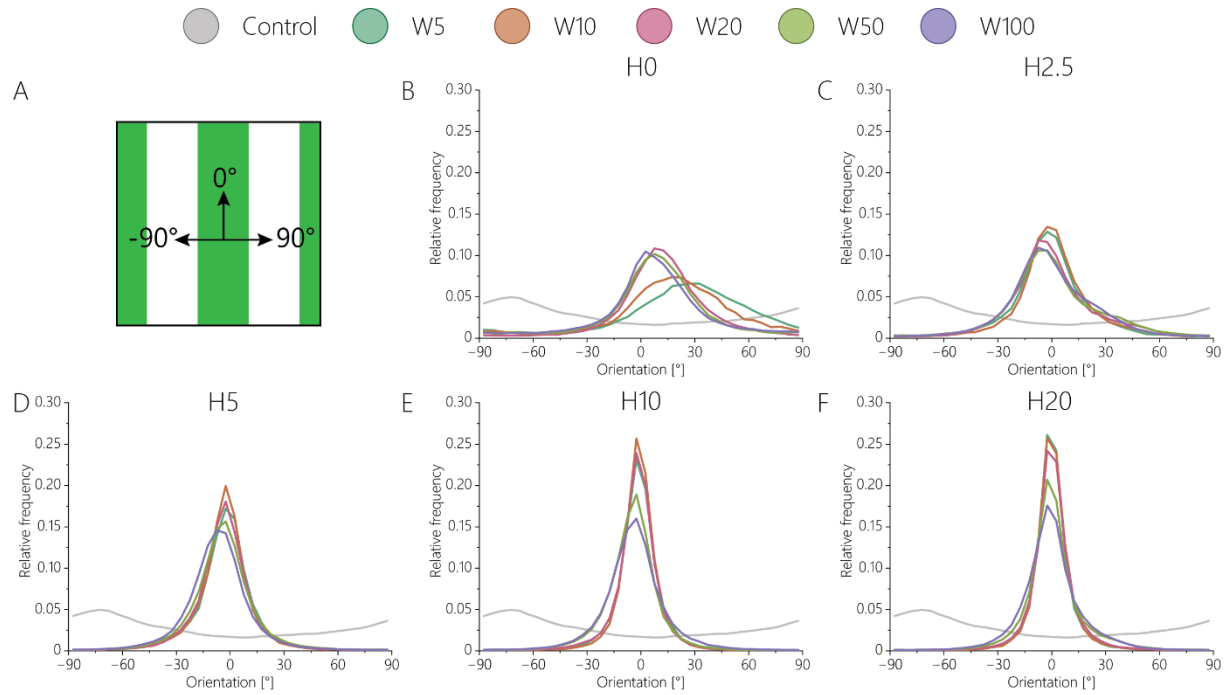 Control W5 W10 W20 W50 W100
A
0°
-90° 90°
B H0
0.30
0.25
0.20
0.15
0.10
0.05
0
Relative frequency
−90 −60 −30 0 30 60 90
Orientation [°]
C H2.5
0.30
0.25
0.20
0.15
0.10
0.05
0
Relative frequency
−90 −60 −30 0 30 60 90
Orientation [°]
D H5
0.30
0.25
0.20
0.15
0.10
0.05
0
Relative frequency
−90 −60 −30 0 30 60 90
Orientation [°]
E H10
0.30
0.25
0.20
0.15
0.10
0.05
0
Relative frequency
−90 −60 −30 0 30 60 90
Orientation [°]
F H20
0.30
0.25
0.20
0.15
0.10
0.05
0
Relative frequency
−90 −60 −30 0 30 60 90
Orientation [°]